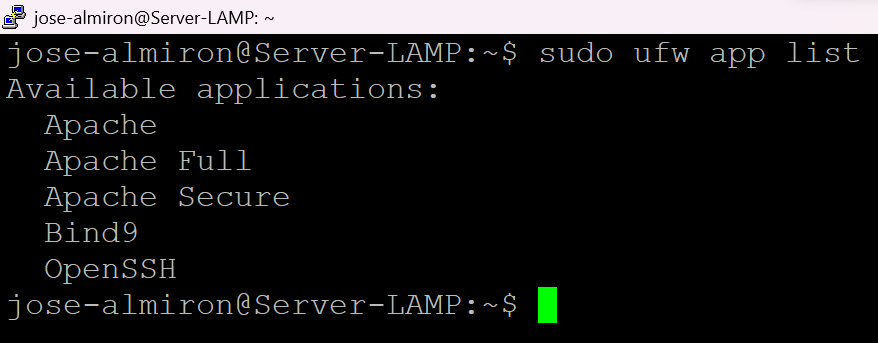 jose-almiron@Server-LAMP: ~
jose-almiron@Server-LAMP:~$ sudo ufw app list
Available applications:
  Apache
  Apache Full
  Apache Secure
  Bind9
  OpenSSH
jose-almiron@Server-LAMP:~$